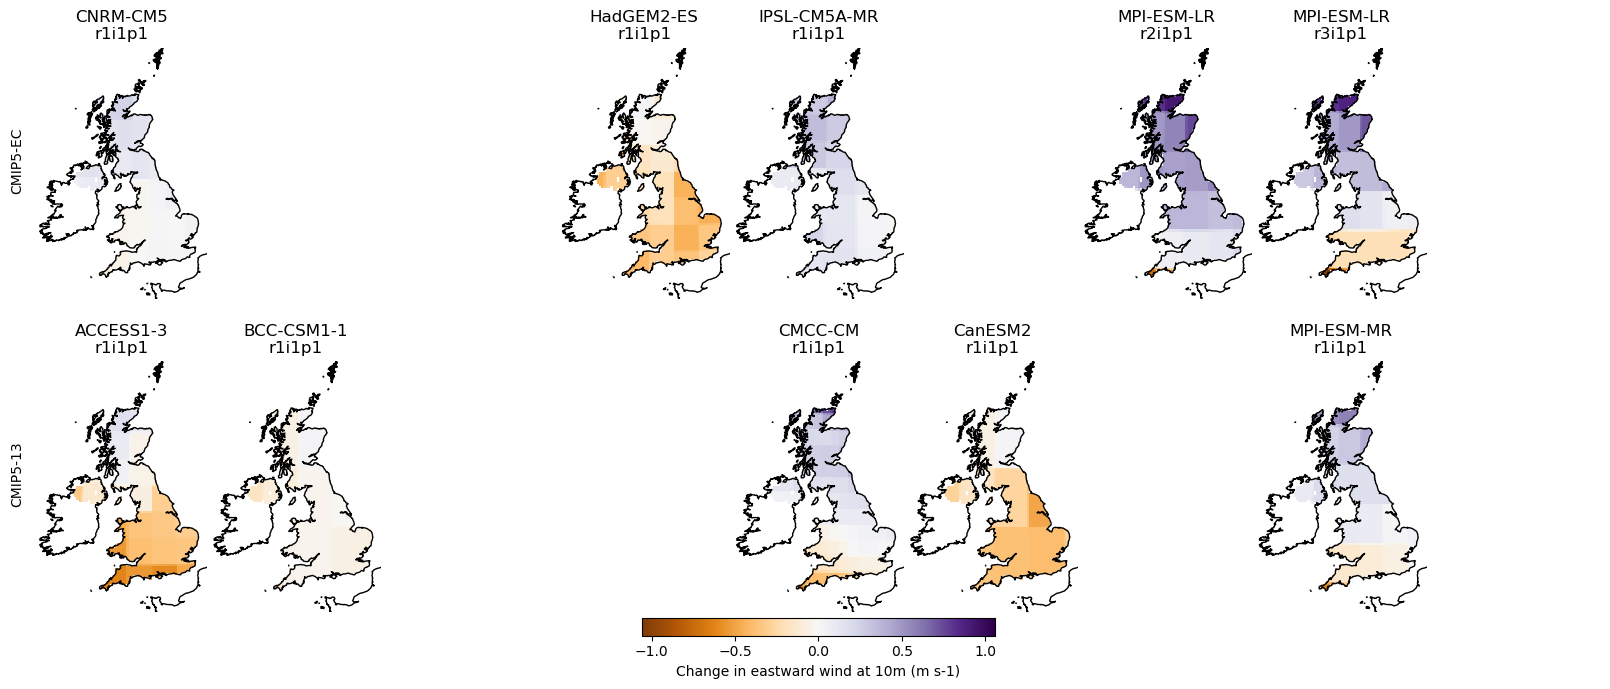 CNRM-CM5
r1i1p1
HadGEM2-ES
r1i1p1
IPSL-CM5A-MR
r1i1p1
MPI-ESM-LR
r2i1p1
MPI-ESM-LR
r3i1p1
CMIP5-EC
ACCESS1-3
r1i1p1
BCC-CSM1-1
r1i1p1
CMCC-CM
r1i1p1
CanESM2
r1i1p1
MPI-ESM-MR
r1i1p1
CMIP5-13
−1.0 −0.5 0.0 0.5 1.0
Change in eastward wind at 10m (m s-1)